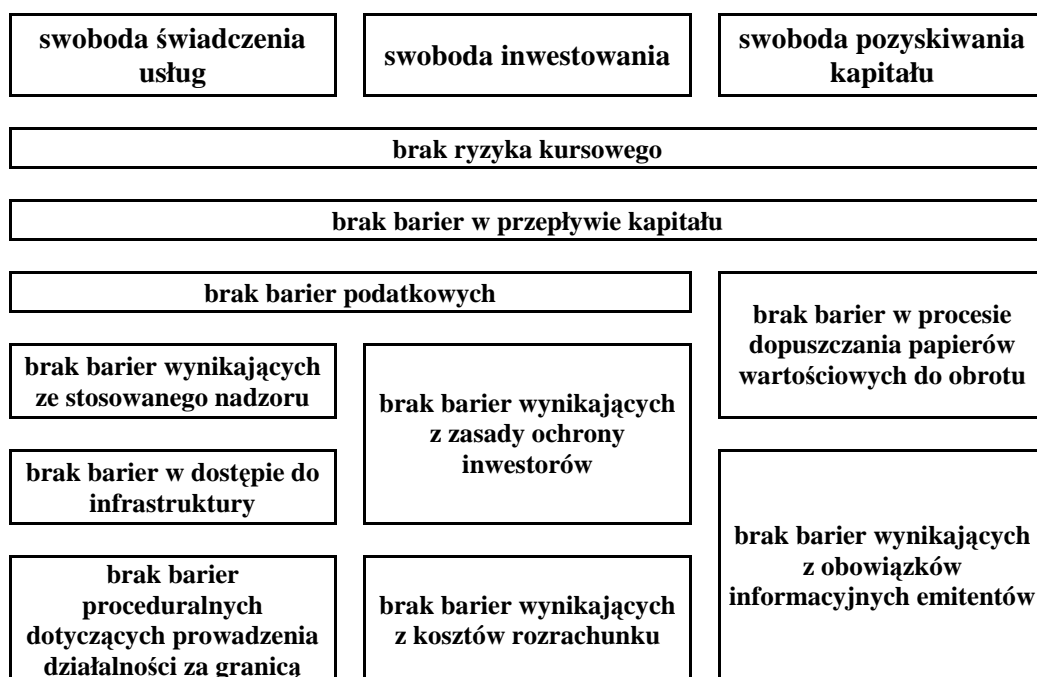 swoboda świadczenia
usług
swoboda inwestowania
swoboda pozyskiwania
kapitału
brak ryzyka kursowego
brak barier w przepływie kapitału
brak barier podatkowych
brak barier w procesie
dopuszczania papierów
wartościowych do obrotu
brak barier wynikających
ze stosowanego nadzoru
brak barier wynikających
z zasady ochrony
inwestorów
brak barier w dostępie do
infrastruktury
brak barier wynikających
z obowiązków
informacyjnych emitentów
brak barier
proceduralnych
dotyczących prowadzenia
działalności za granicą
brak barier wynikających
z kosztów rozrachunku